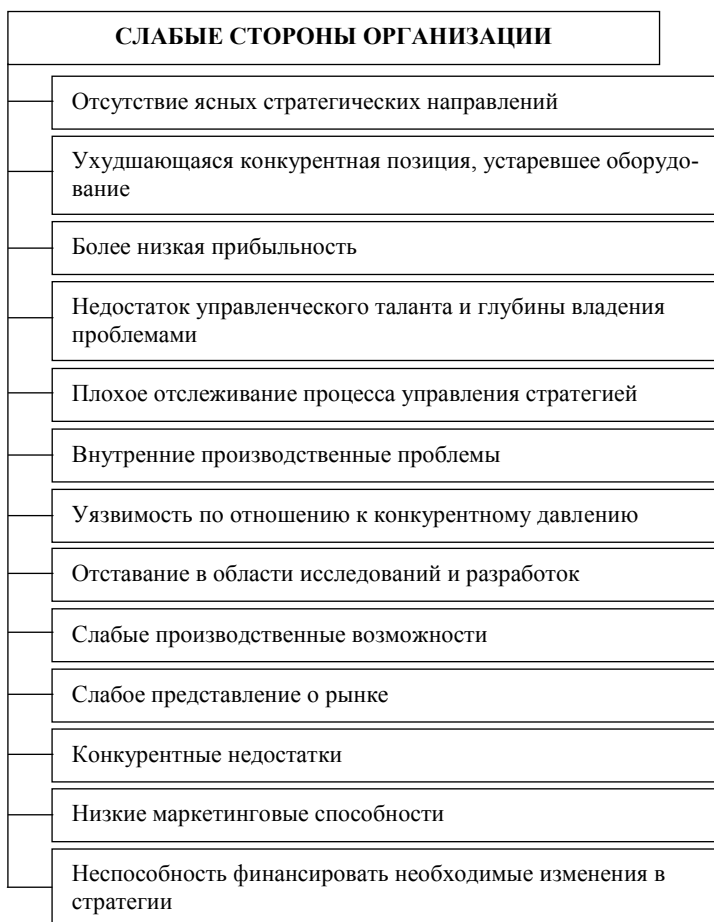 СЛАБЫЕ СТОРОНЫ ОРГАНИЗАЦИИ
Отсутствие ясных стратегических направлений
Ухудшающаяся конкурентная позиция, устаревшее оборудо-
вание
Более низкая прибыльность
Недостаток управленческого таланта и глубины владения
проблемами
Плохое отслеживание процесса управления стратегией
Внутренние производственные проблемы
Уязвимость по отношению к конкурентному давлению
Отставание в области исследований и разработок
Слабые производственные возможности
Слабое представление о рынке
Конкурентные недостатки
Низкие маркетинговые способности
Неспособность финансировать необходимые изменения в
стратегии